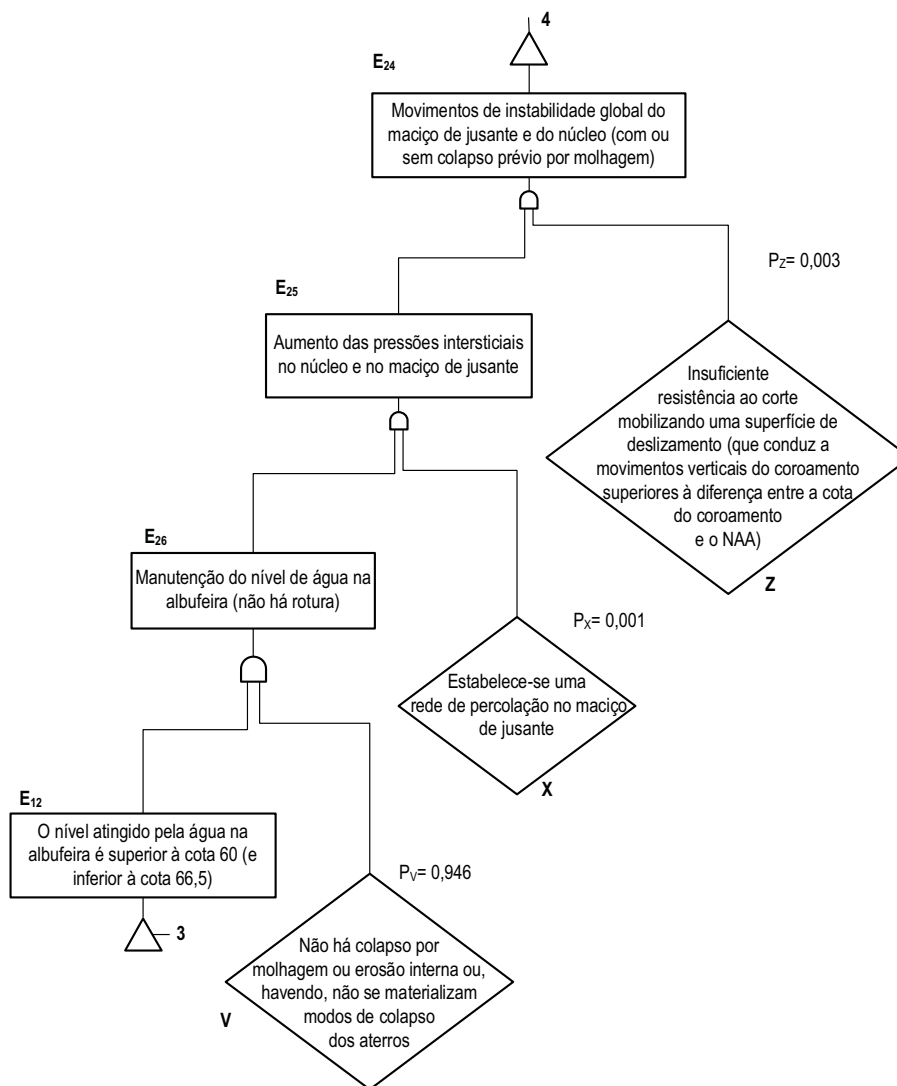 4
E24
Movimentos de instabilidade global do
maciço de jusante e do núcleo (com ou
sem colapso prévio por molhagem)
PZ= 0,003
E25
Aumento das pressões intersticiais
no núcleo e no maciço de jusante
Insuficiente
resistência ao corte
mobilizando uma superfície de
deslizamento (que conduz a
movimentos verticais do coroamento
superiores à diferença entre a cota
do coroamento
e o NAA)
Z
E26
Manutenção do nível de água na
albufeira (não há rotura)
PX= 0,001
Estabelece-se uma
rede de percolação no maciço
de jusante
X
E12
O nível atingido pela água na
albufeira é superior à cota 60 (e
inferior à cota 66,5)
3
PV= 0,946
Não há colapso por
molhagem ou erosão interna ou,
havendo, não se materializam
modos de colapso
dos aterros
V